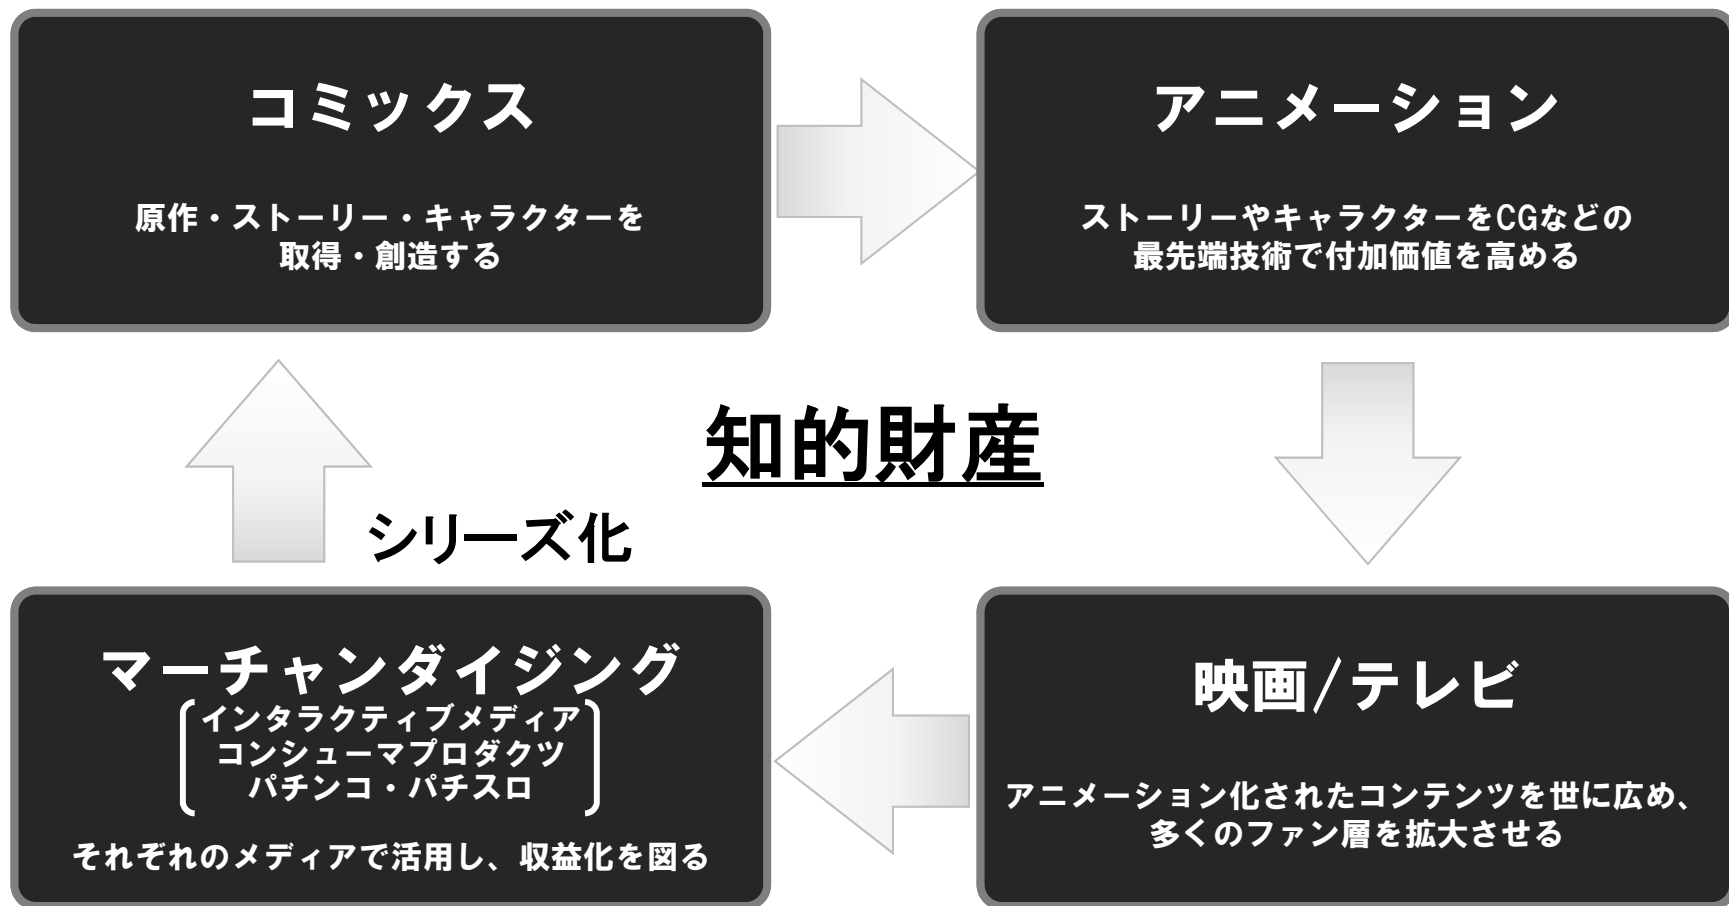 コミックス
原作・ストーリー・キャラクターを
取得・創造する
アニメーション
ストーリーやキャラクターをCGなどの
最先端技術で付加価値を高める
知的財産
シリーズ化
マーチャンダイジング
インタラクティブメディア
コンシューマプロダクツ
パチンコ・パチスロ
それぞれのメディアで活用し、収益化を図る
映画/テレビ
アニメーション化されたコンテンツを世に広め、
多くのファン層を拡大させる